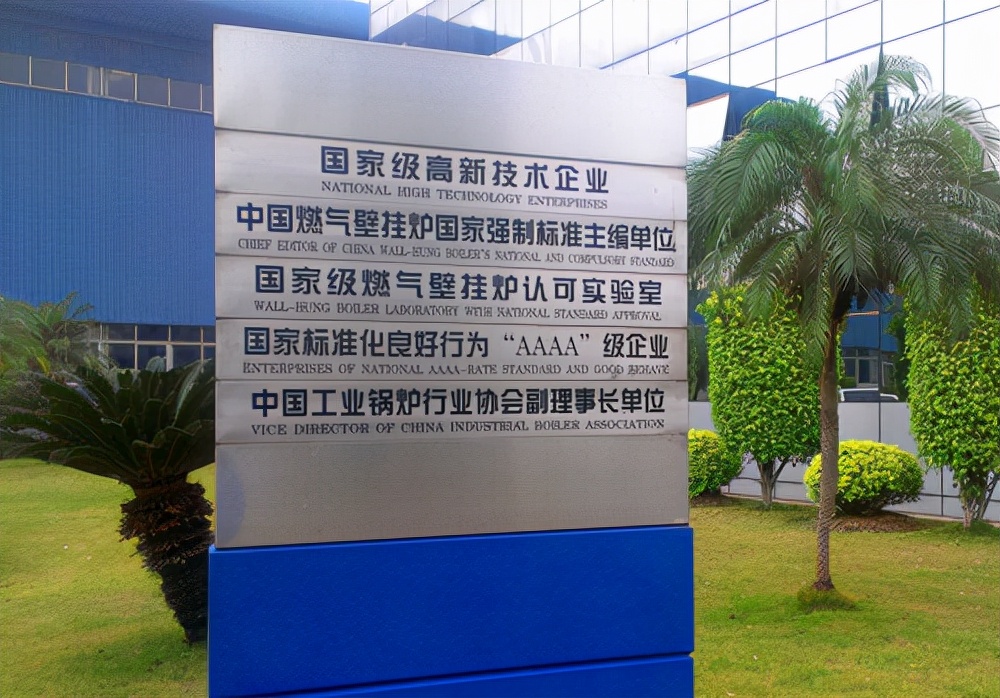 国家级高新技术企业
NATIONAL HIGH TECHNOLOGY ENTERPRISES
中国燃气壁挂炉国家强制标准主编单位
CHIEF EDITOR OF CHINA WALL-HUNG BOILER'S NATIONAL AND COMPULSORY STANDARD
国家级燃气壁挂炉认可实验室
WALL-HUNG BOILER LABORATORY WITH NATIONAL STANDARD APPROVAL
国家标准化良好行为“AAAA”级企业
ENTERPRISES OF NATIONAL AAAA-RATE STANDARD AND GOOD BEHAVE
中国工业锅炉行业协会副理事长单位
VICE DIRECTOR OF CHINA INDUSTRIAL BOILER ASSOCIATION